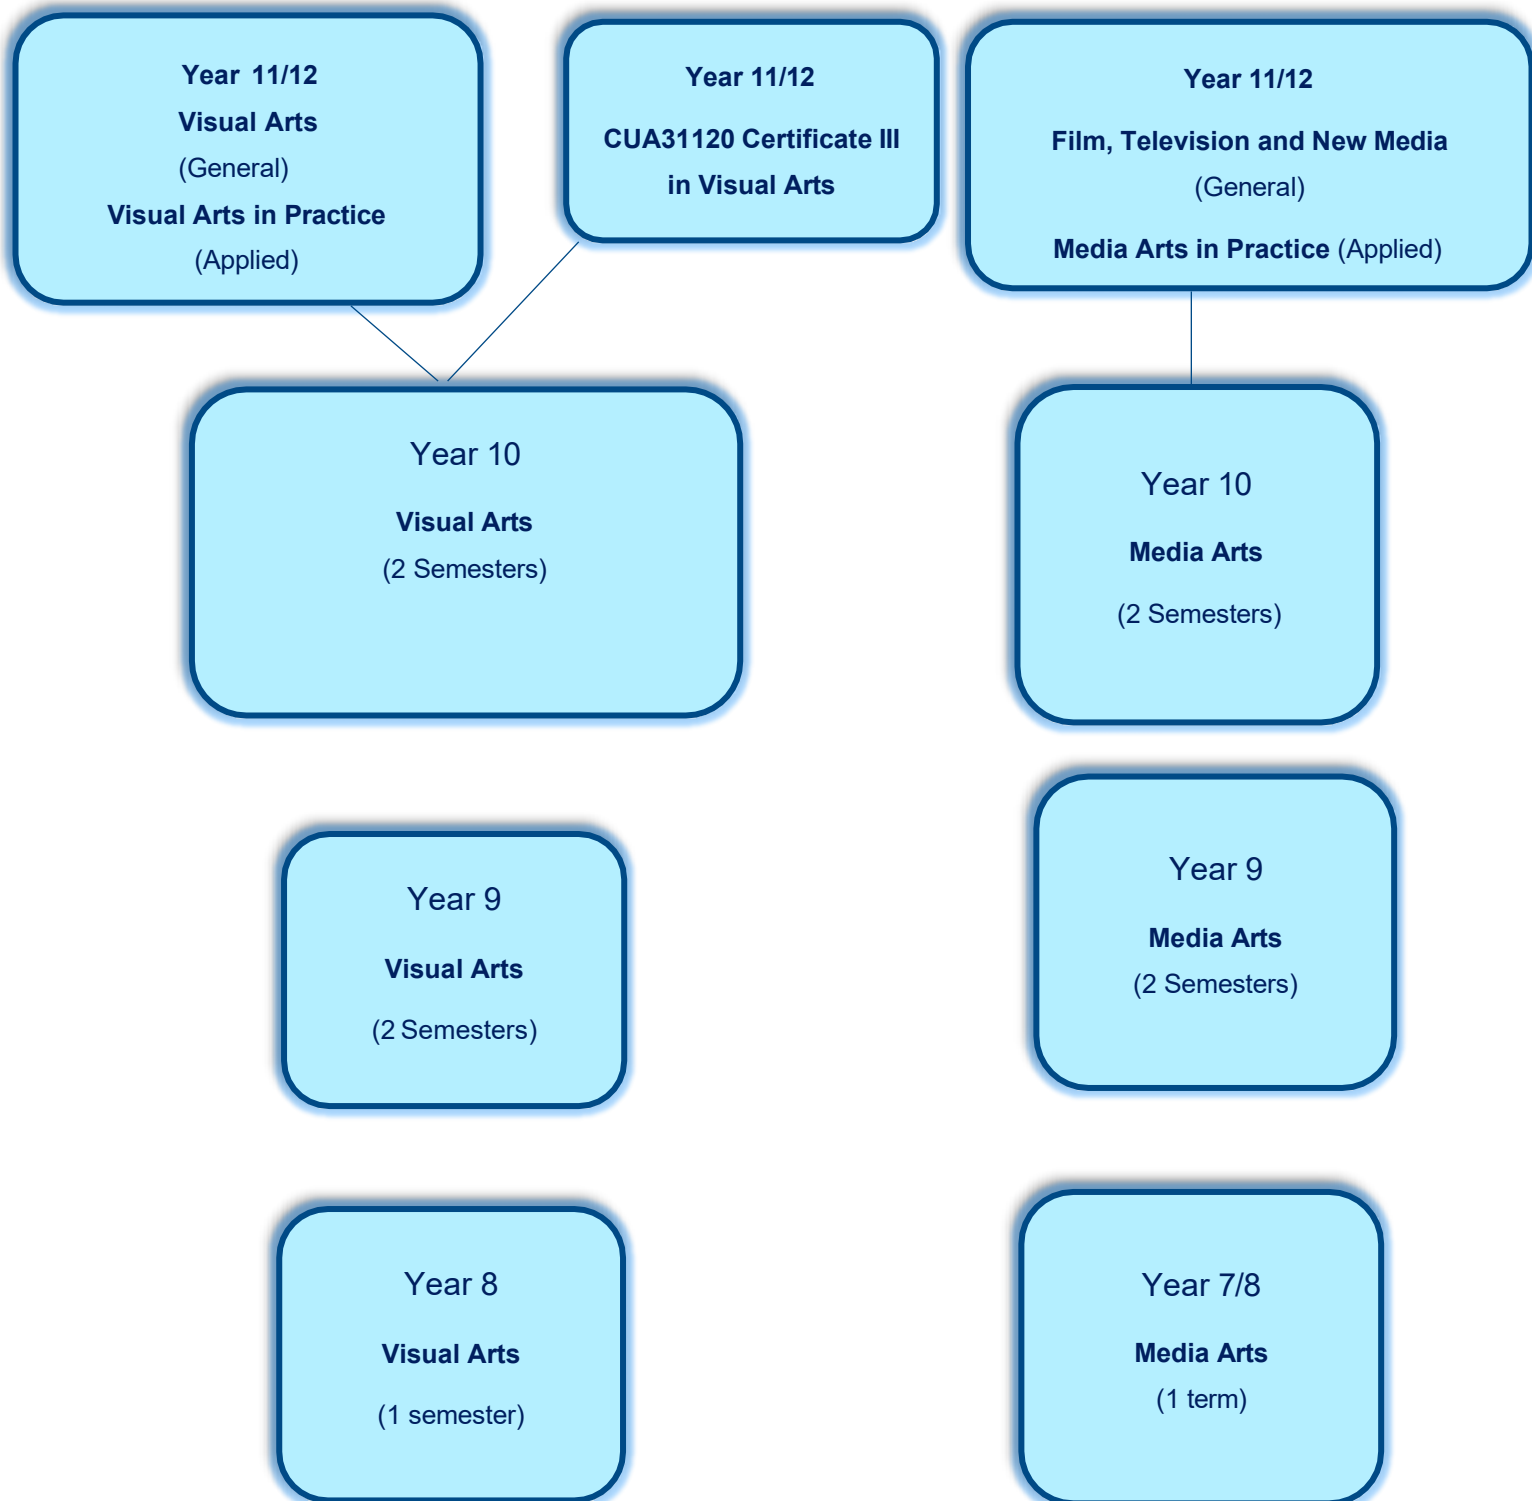 Year 11/12
Visual Arts
(General)
Visual Arts in Practice
(Applied)
Year 11/12
CUA31120 Certificate III
in Visual Arts
Year 11/12
Film, Television and New Media
(General)
Media Arts in Practice (Applied)
Year 10
Visual Arts
(2 Semesters)
Year 10
Media Arts
(2 Semesters)
Year 9
Visual Arts
(2 Semesters)
Year 9
Media Arts
(2 Semesters)
Year 8
Visual Arts
(1 semester)
Year 7/8
Media Arts
(1 term)